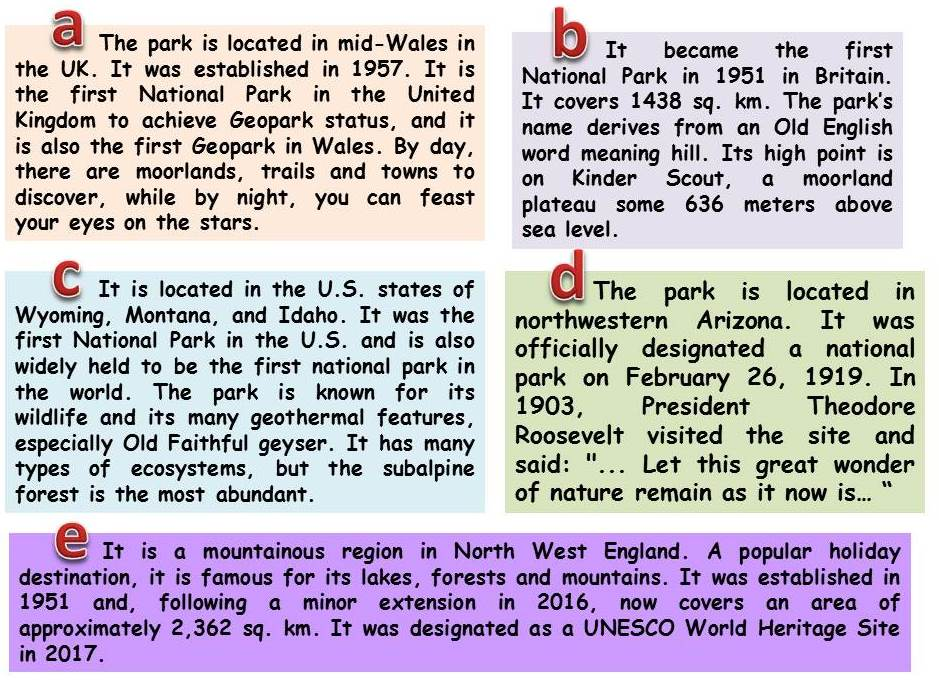 a The park is located in mid-Wales in
the UK. It was established in 1957. It is
the first National Park in the United
Kingdom to achieve Geopark status, and it
is also the first Geopark in Wales. By day,
there are moorlands, trails and towns to
discover, while by night, you can feast
your eyes on the stars.
b It became the first
National Park in 1951 in Britain.
It covers 1438 sq. km. The park's
name derives from an Old English
word meaning hill. Its high point is
on Kinder Scout, a moorland
plateau some 636 meters above
sea level.
c It is located in the U.S. states of
Wyoming, Montana, and Idaho. It was the
first National Park in the U.S. and is also
widely held to be the first national park in
the world. The park is known for its
wildlife and its many geothermal features,
especially Old Faithful geyser. It has many
types of ecosystems, but the subalpine
forest is the most abundant.
d The park is located in
northwestern Arizona. It was
officially designated a national
park on February 26, 1919. In
1903, President Theodore
Roosevelt visited the site and
said: "... Let this great wonder
of nature remain as it now is… “
e It is a mountainous region in North West England. A popular holiday
destination, it is famous for its lakes, forests and mountains. It was established in
1951 and, following a minor extension in 2016, now covers an area of
approximately 2,362 sq. km. It was designated as a UNESCO World Heritage Site
in 2017.